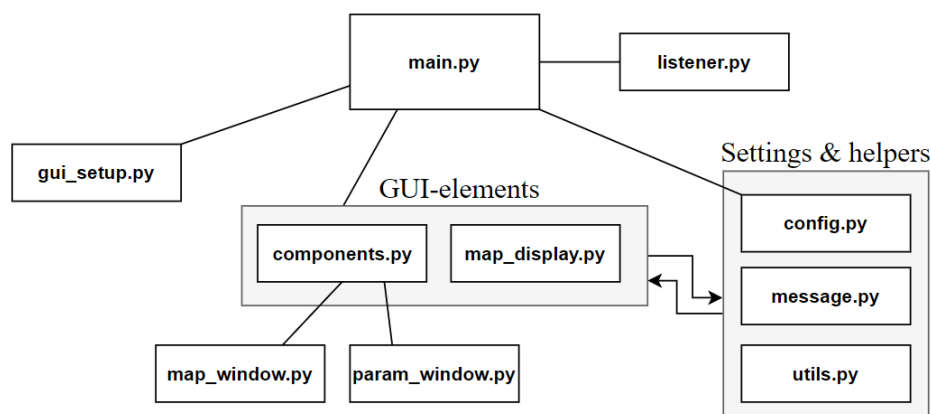 main.py
listener.py
gui_setup.py
Settings & helpers
GUI-elements
config.py
components.py
map_display.py
message.py
map_window.py
param_window.py
utils.py